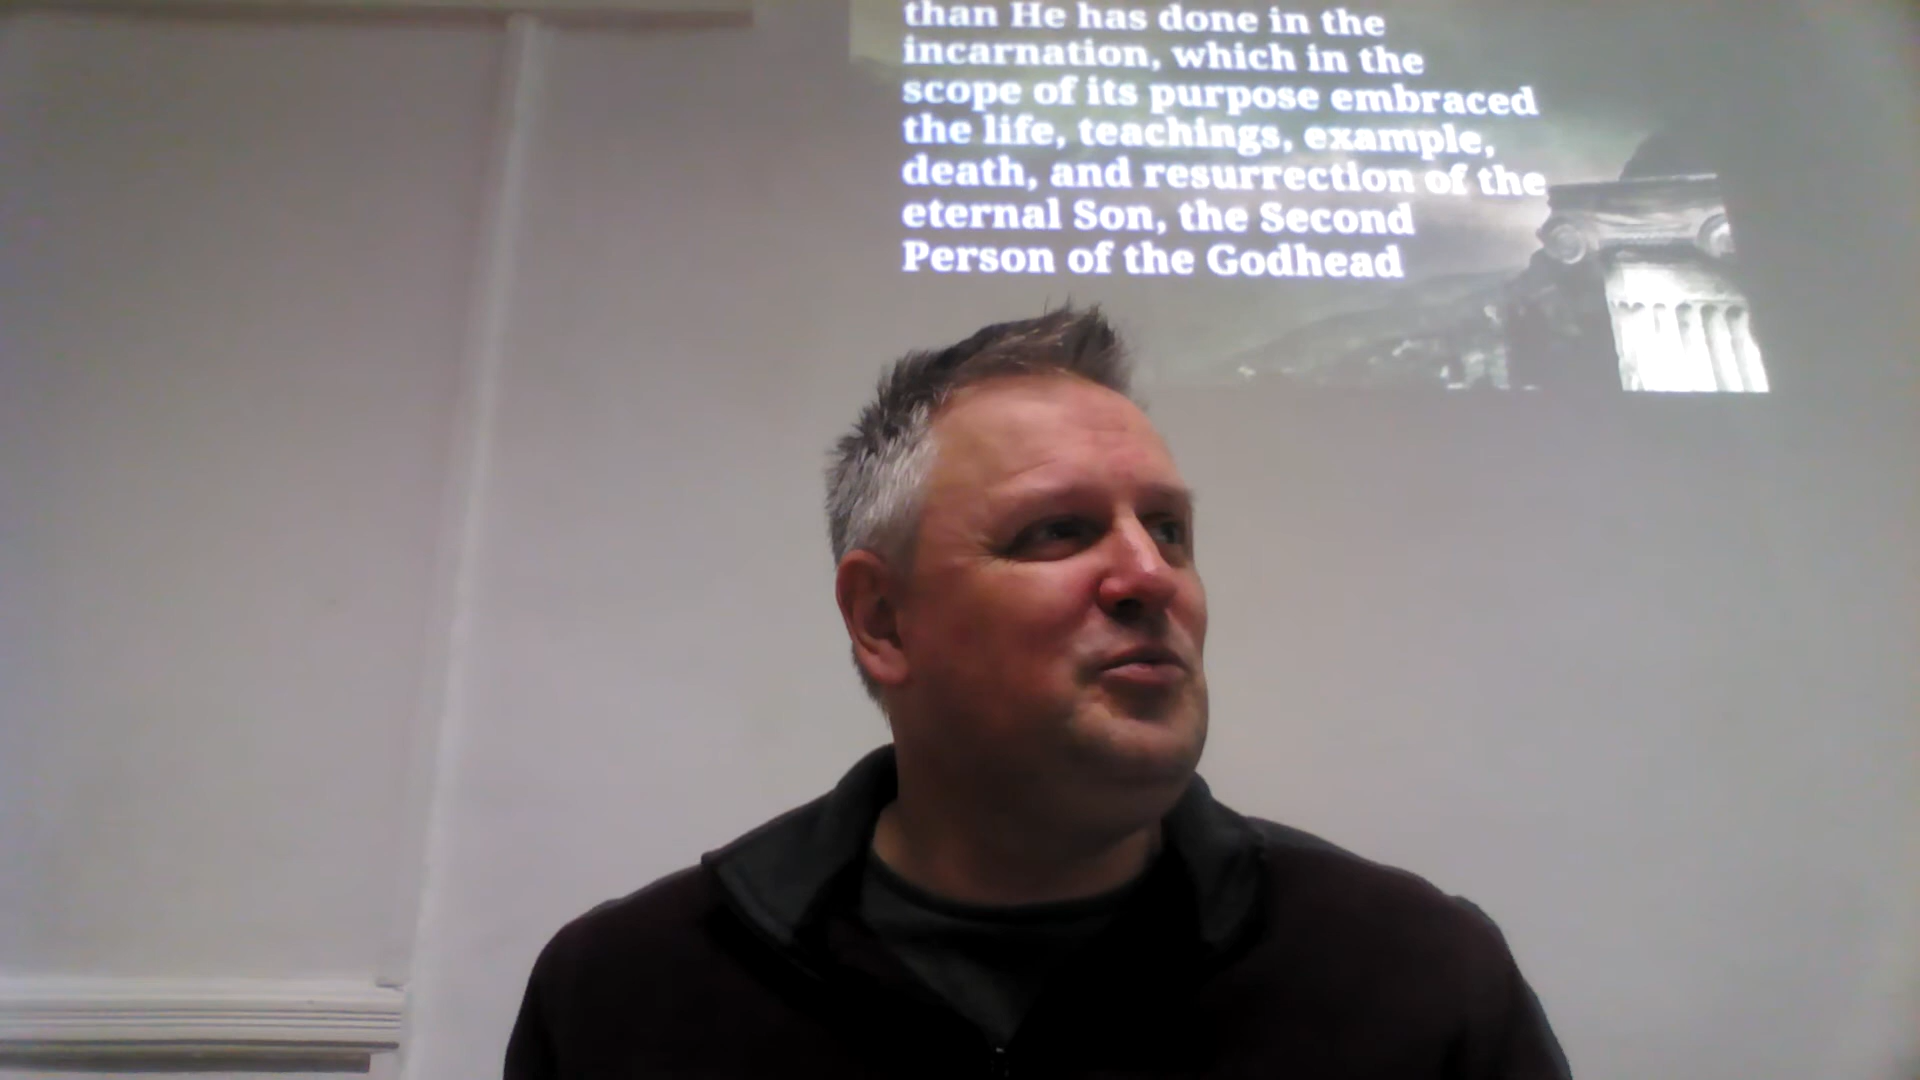 than He has done in the
incarnation, which in the
scope of its purpose embraced
the life, teachings, example,
death, and resurrection of the
eternal Son, the Second
Person of the Godhead